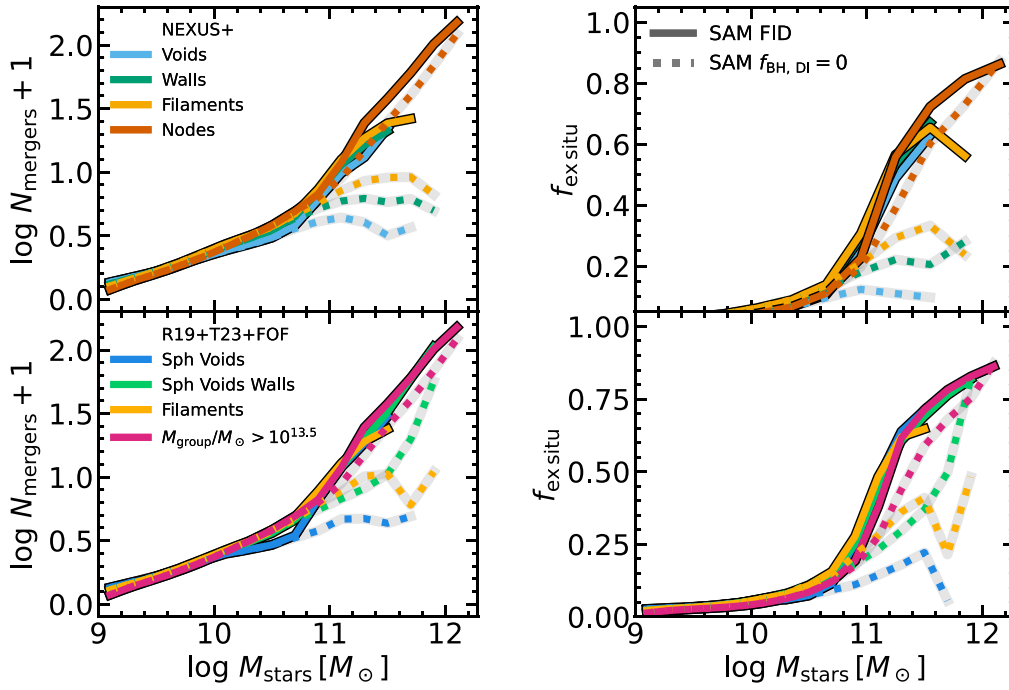 NEXUS+
Voids
Walls
Filaments
Nodes
log N_mergers + 1
2.0
1.5
1.0
0.5
0.0
SAM FID
SAM f_BH, DI = 0
f_ex situ
1.0
0.8
0.6
0.4
0.2
R19+T23+FOF
Sph Voids
Sph Voids Walls
Filaments
M_group/M_⊙ > 10^13.5
log N_mergers + 1
2.0
1.5
1.0
0.5
0.0
9 10 11 12
log M_stars [M_⊙]
f_ex situ
1.00
0.75
0.50
0.25
0.00
9 10 11 12
log M_stars [M_⊙]